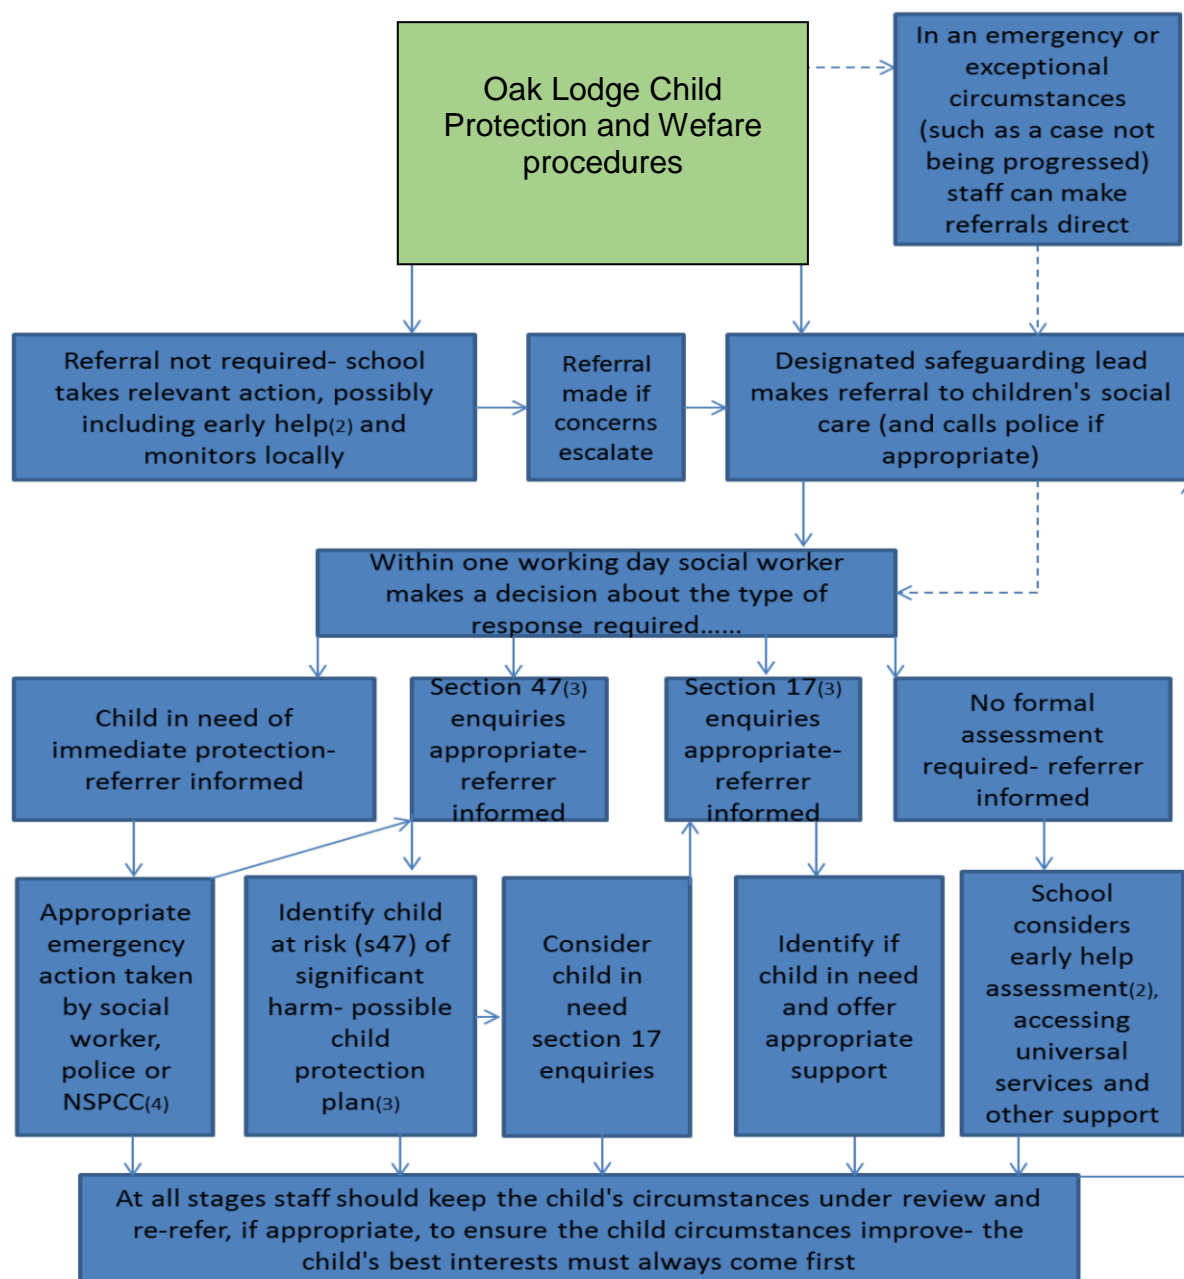 Oak Lodge Child
Protection and Wefare
procedures
In an emergency or
exceptional
circumstances
(such as a case not
being progressed)
staff can make
referrals direct
Referral not required- school
takes relevant action, possibly
including early help(2) and
monitors locally
Referral
made if
concerns
escalate
Designated safeguarding lead
makes referral to children's social
care (and calls police if
appropriate)
Within one working day social worker
makes a decision about the type of
response required......
Child in need of
immediate protection-
referrer informed
Section 47(3)
enquiries
appropriate-
referrer
informed
Section 17(3)
enquiries
appropriate-
referrer
informed
No formal
assessment
required- referrer
informed
Appropriate
emergency
action taken
by social
worker,
police or
NSPCC(4)
Identify child
at risk (s47) of
significant
harm- possible
child
protection
plan(3)
Consider
child in
need
section 17
enquiries
Identify if
child in need
and offer
appropriate
support
School
considers
early help
assessment(2),
accessing
universal
services and
other support
At all stages staff should keep the child's circumstances under review and
re-refer, if appropriate, to ensure the child circumstances improve- the
child's best interests must always come first